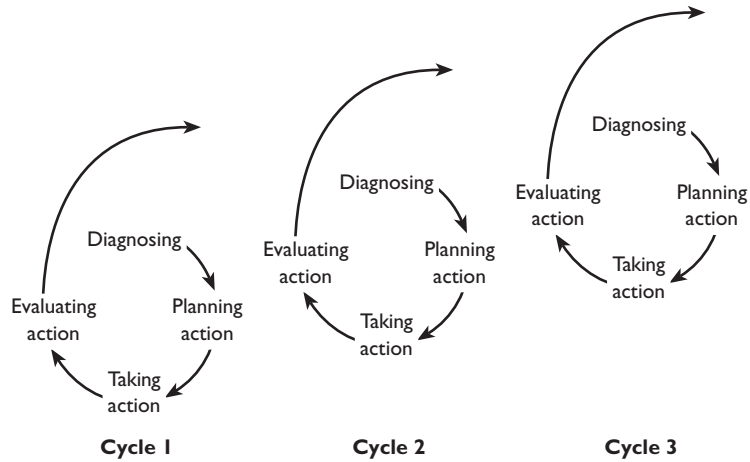 Diagnosing
Planning
action
Taking
action
Evaluating
action
Cycle 1
Diagnosing
Planning
action
Taking
action
Evaluating
action
Cycle 2
Diagnosing
Planning
action
Taking
action
Evaluating
action
Cycle 3